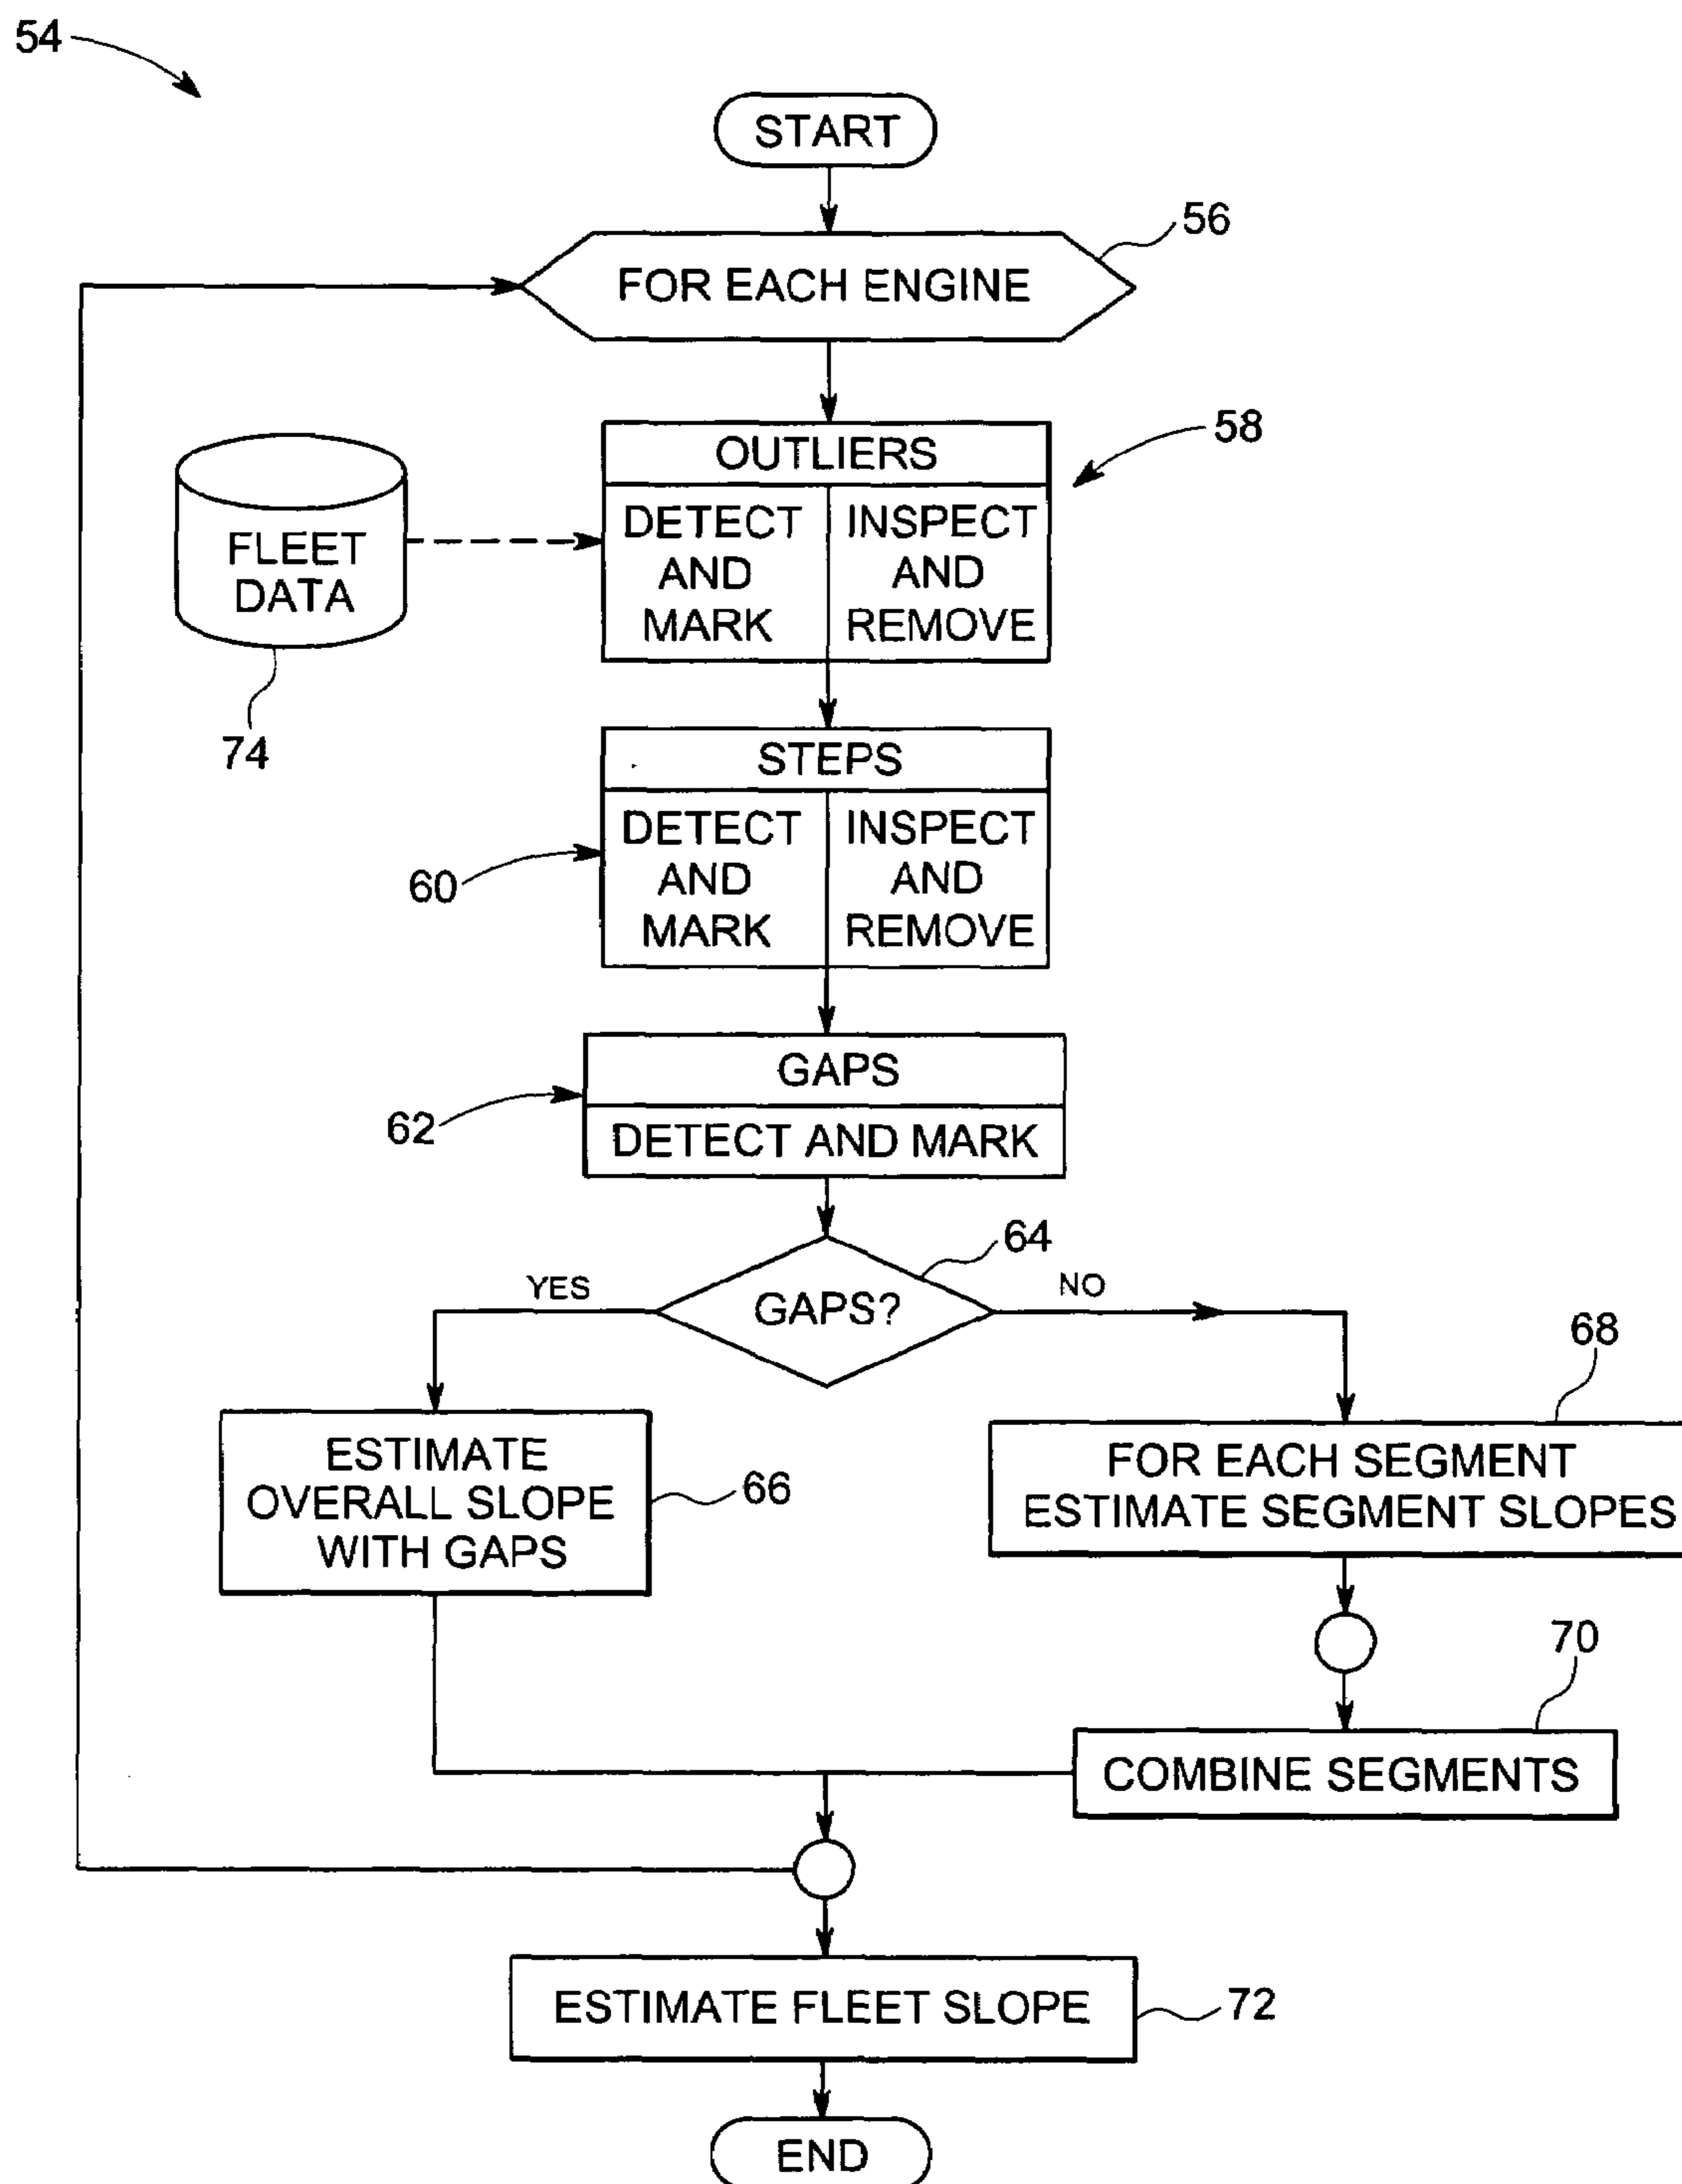 54
START
56
FOR EACH ENGINE
58
OUTLIERS
DETECT
AND
MARK
INSPECT
AND
REMOVE
FLEET
DATA
74
STEPS
DETECT
AND
MARK
INSPECT
AND
REMOVE
60
GAPS
62
DETECT AND MARK
64
YES
GAPS?
NO
68
ESTIMATE
OVERALL SLOPE
WITH GAPS
66
FOR EACH SEGMENT
ESTIMATE SEGMENT SLOPES
70
COMBINE SEGMENTS
ESTIMATE FLEET SLOPE
72
END